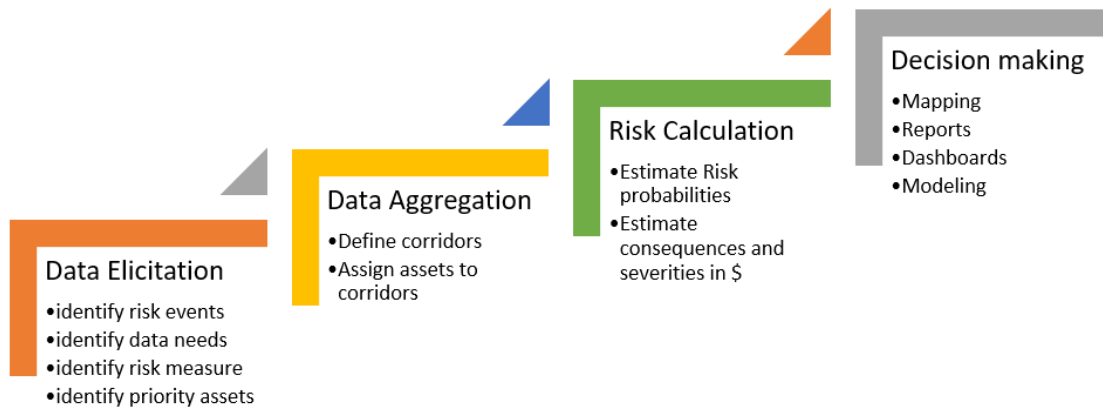 Data Elicitation
•identify risk events
•identify data needs
•identify risk measure
•identify priority assets
Data Aggregation
•Define corridors
•Assign assets to
corridors
Risk Calculation
•Estimate Risk
probabilities
•Estimate
consequences and
severities in $
Decision making
•Mapping
•Reports
•Dashboards
•Modeling